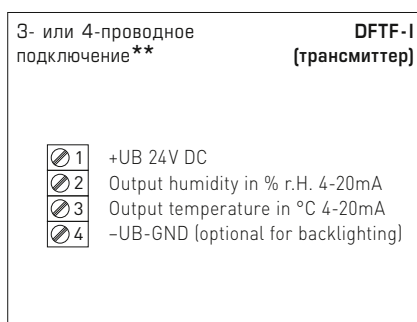 3- или 4-проводное DFTF-I
подключение** (трансмиттер)
1 +UB 24V DC
2 Output humidity in % r.H. 4-20mA
3 Output temperature in °C 4-20mA
4 –UB-GND (optional for backlighting)